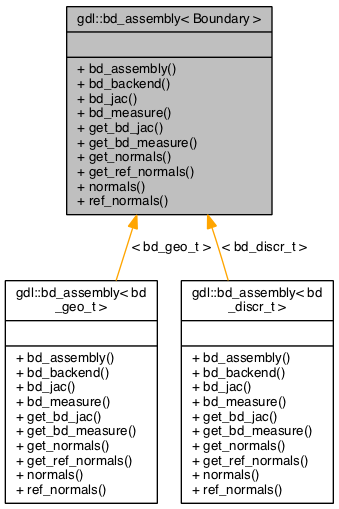 gdl::bd_assembly< Boundary >
+ bd_assembly()
+ bd_backend()
+ bd_jac()
+ bd_measure()
+ get_bd_jac()
+ get_bd_measure()
+ get_normals()
+ get_ref_normals()
+ normals()
+ ref_normals()
< bd_geo_t >
< bd_discr_t >
gdl::bd_assembly< bd
_geo_t >
+ bd_assembly()
+ bd_backend()
+ bd_jac()
+ bd_measure()
+ get_bd_jac()
+ get_bd_measure()
+ get_normals()
+ get_ref_normals()
+ normals()
+ ref_normals()
gdl::bd_assembly< bd
_discr_t >
+ bd_assembly()
+ bd_backend()
+ bd_jac()
+ bd_measure()
+ get_bd_jac()
+ get_bd_measure()
+ get_normals()
+ get_ref_normals()
+ normals()
+ ref_normals()